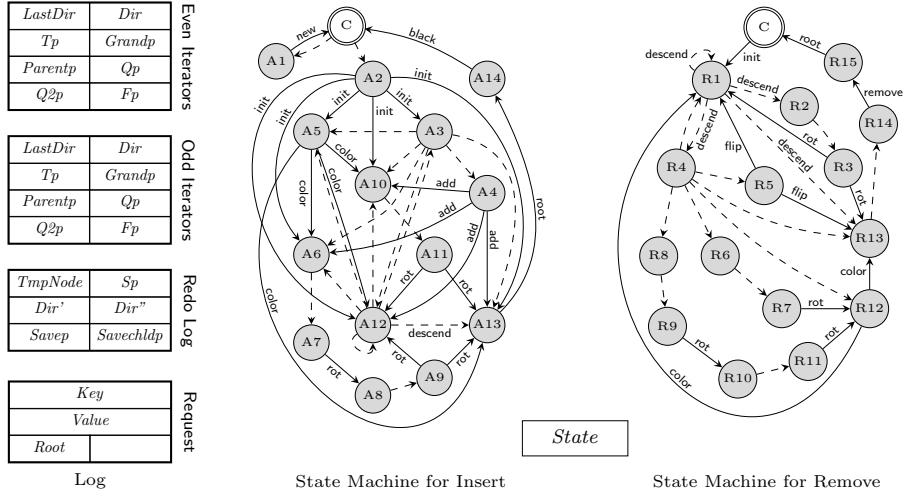 LastDir Dir
Tp Grandp
Parentp Qp
Q2p Fp
Even Iterators
LastDir Dir
Tp Grandp
Parentp Qp
Q2p Fp
Odd Iterators
TmpNode Sp
Dir' Dir"
Savep Savechldp
Redo Log
Key
Value
Root
Request
Log
C
new
black
A1
A2
A14
init
init
init
init
init
init
A5
A3
color
A10
add
A4
color
color
add
add
add
root
A6
A11
rot
rot
A12
descend
A13
color
A7
rot
rot
rot
A8
A9
State Machine for Insert
State
C
root
init
R15
descend
R1
descend
remove
R2
R14
descend
rot
flip
descend
R4
R3
R5
flip
rot
R13
R8
R6
color
R7
rot
R12
R9
rot
rot
R11
color
R10
State Machine for Remove